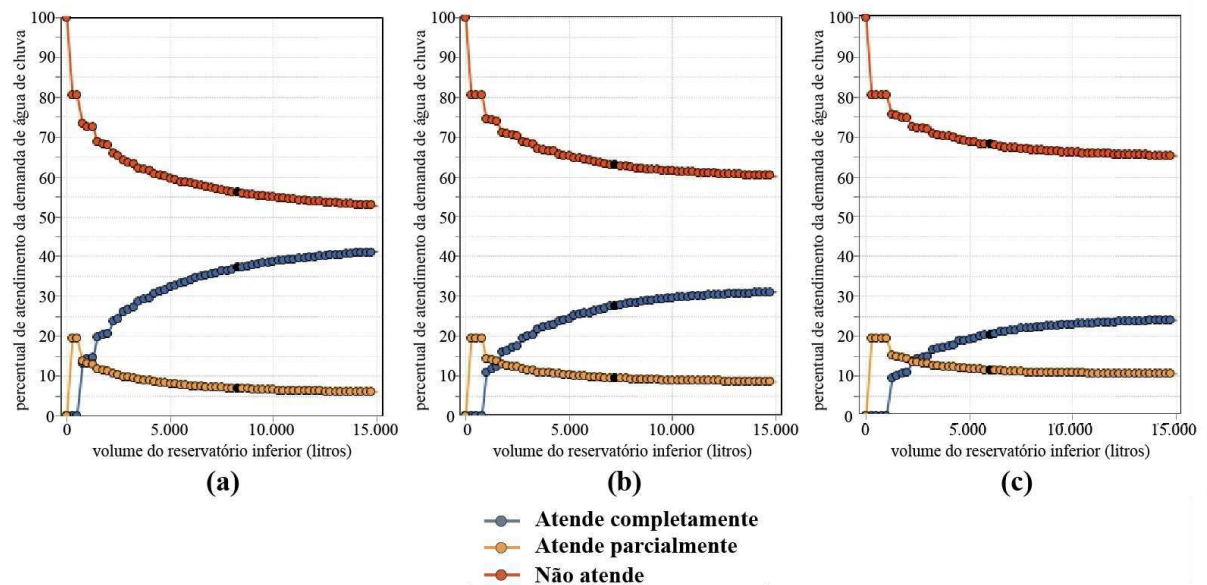 percentual de atendimento da demanda de água de chuva
100
90
80
70
60
50
40
30
20
10
0
0 5.000 10.000 15.000
volume do reservatório inferior (litros)
(a)
percentual de atendimento da demanda de água de chuva
100
90
80
70
60
50
40
30
20
10
0
0 5.000 10.000 15.000
volume do reservatório inferior (litros)
(b)
percentual de atendimento da demanda de água de chuva
100
90
80
70
60
50
40
30
20
10
0
0 5.000 10.000 15.000
volume do reservatório inferior (litros)
(c)
Atende completamente
Atende parcialmente
Não atende